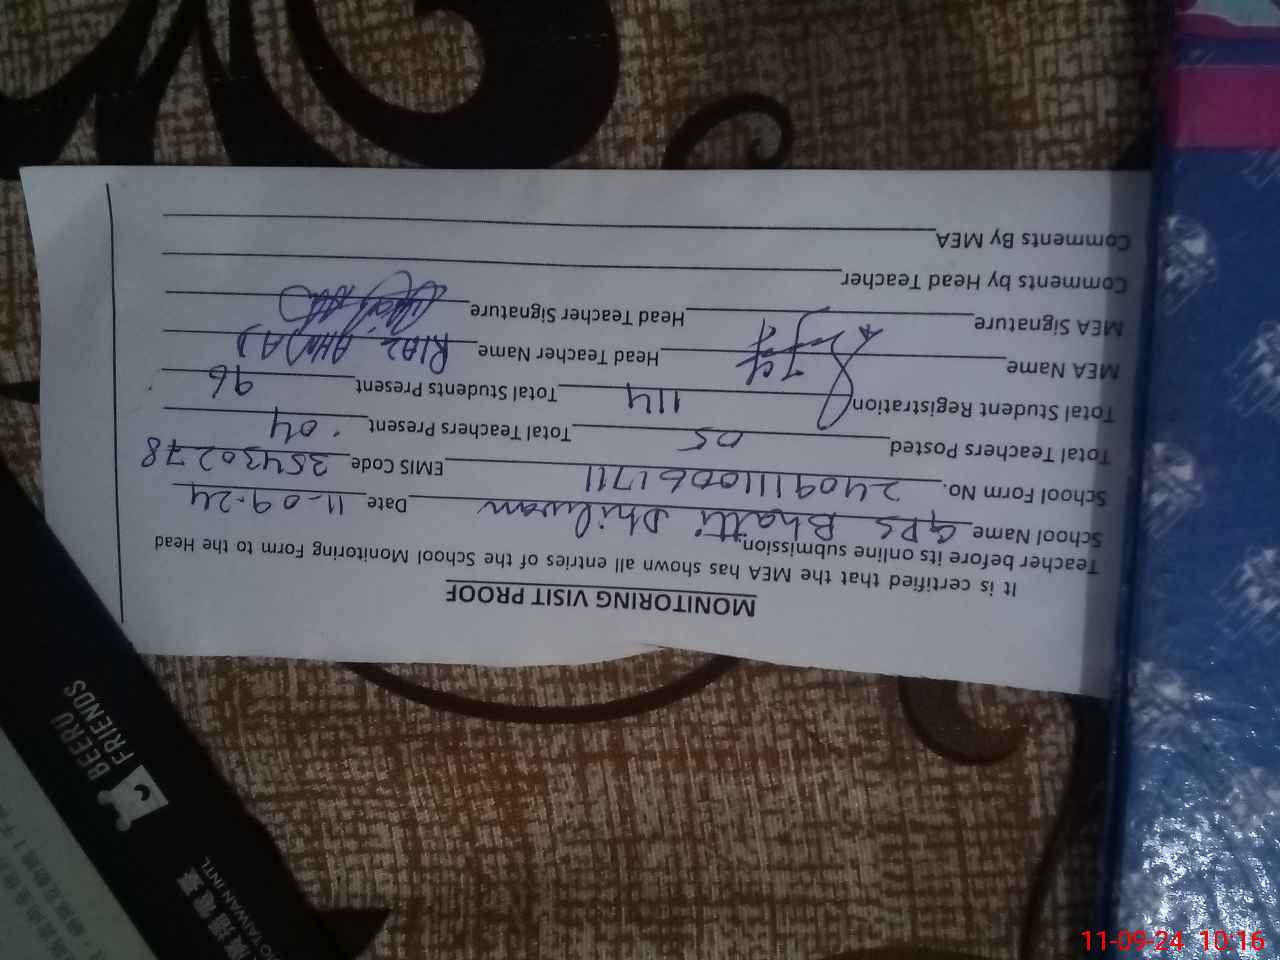 MONITORING VISIT PROOF
It is certified that the MEA has shown all entries of the School Monitoring Form to the Head
Teacher before its online submission.
School Name GPS Bhatti Dhilwan Date 11-09-24
School Form No. 24091110061711 EMIS Code 35430278
Total Teachers Posted 05 Total Teachers Present 04
Total Student Registration 114 Total Students Present 96
MEA Name Head Teacher Name RIAZ AHMAD
MEA Signature Head Teacher Signature
Comments by Head Teacher
Comments By MEA
BEERU
FRIENDS
TAIWAN INTL
11-09-24 10:16